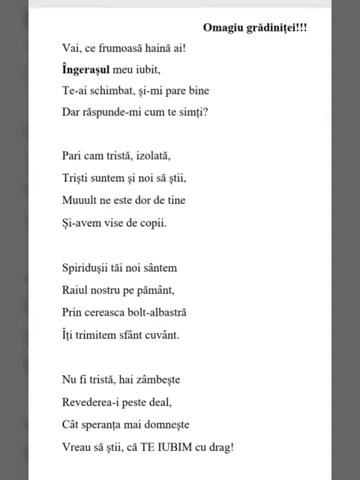 Omagiu grădiniței!!!
Vai, ce frumoasă haină ai!
Îngerașul meu iubit,
Te-ai schimbat, și-mi pare bine
Dar răspunde-mi cum te simți?
Pari cam tristă, izolată,
Triști suntem și noi să știi,
Muuult ne este dor de tine
Și-avem vise de copii.
Spiridușii tăi noi sântem
Raiul nostru pe pământ,
Prin cereasca bolt-albastră
Îți trimitem sfânt cuvânt.
Nu fi tristă, hai zâmbește
Revederea-i peste deal,
Cât speranța mai domnește
Vreau să știi, că TE IUBIM cu drag!